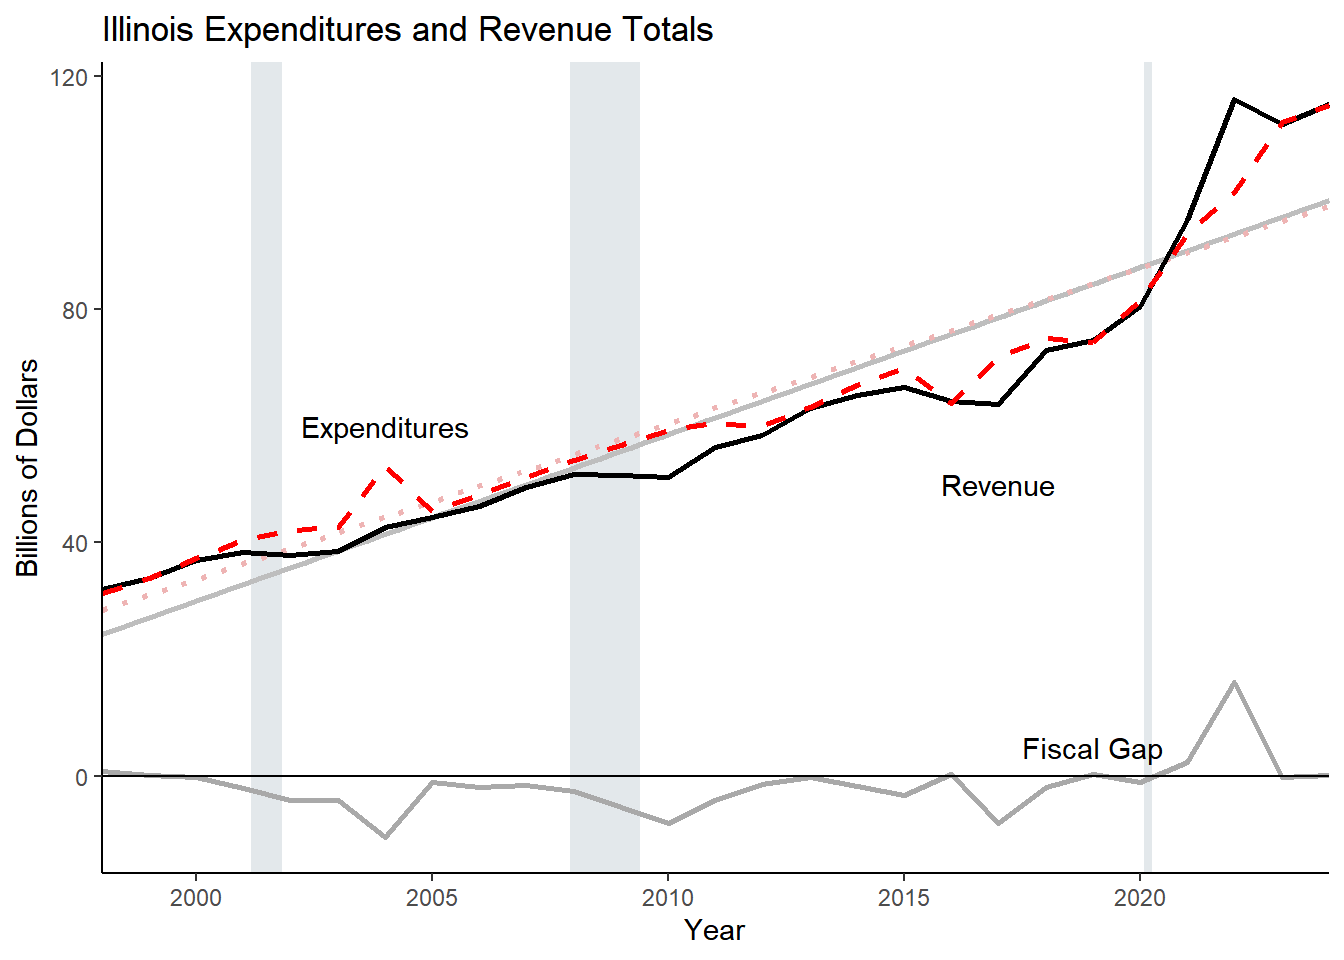 Illinois Expenditures and Revenue Totals
120
80
40
0
Billions of Dollars
Expenditures
Revenue
Fiscal Gap
2000 2005 2010 2015 2020
Year